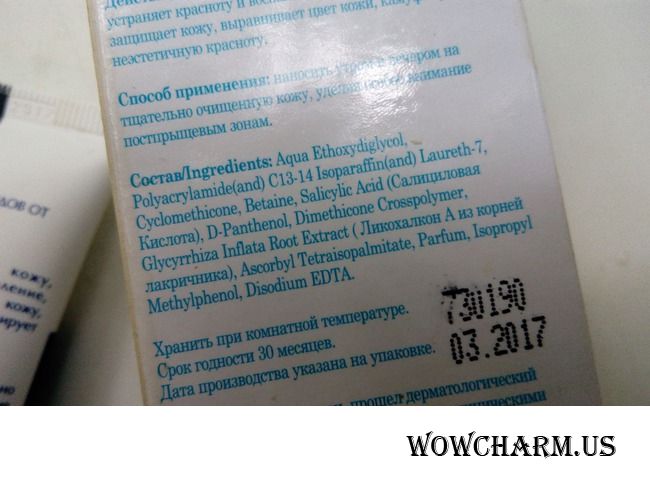 устраняет красноту и
защищает кожу, выравнивает цвет кожи,
неэстетичную красноту.
Способ применения: наносить утром и вечером на
тщательно очищенную кожу, уделяя особое внимание
постпрыщевым зонам.
Состав/Ingredients: Aqua Ethoxydiglycol,
Polyacrylamide(and) C13-14 Isoparaffin(and) Laureth-7,
Cyclomethicone, Betaine, Salicylic Acid (Салициловая
Кислота), D-Panthenol, Dimethicone Crosspolymer,
Glycyrrhiza Inflata Root Extract ( Ликохалкон А из корней
лакричника), Ascorbyl Tetraisopalmitate, Parfum, Isopropyl
Methylphenol, Disodium EDTA.
Хранить при комнатной температуре.
Срок годности 30 месяцев.
Дата производства указана на упаковке.
730190
03.2017
прошел дерматологический
ДОВ ОТ
кожу,
кожу,
WOWCHARM.US